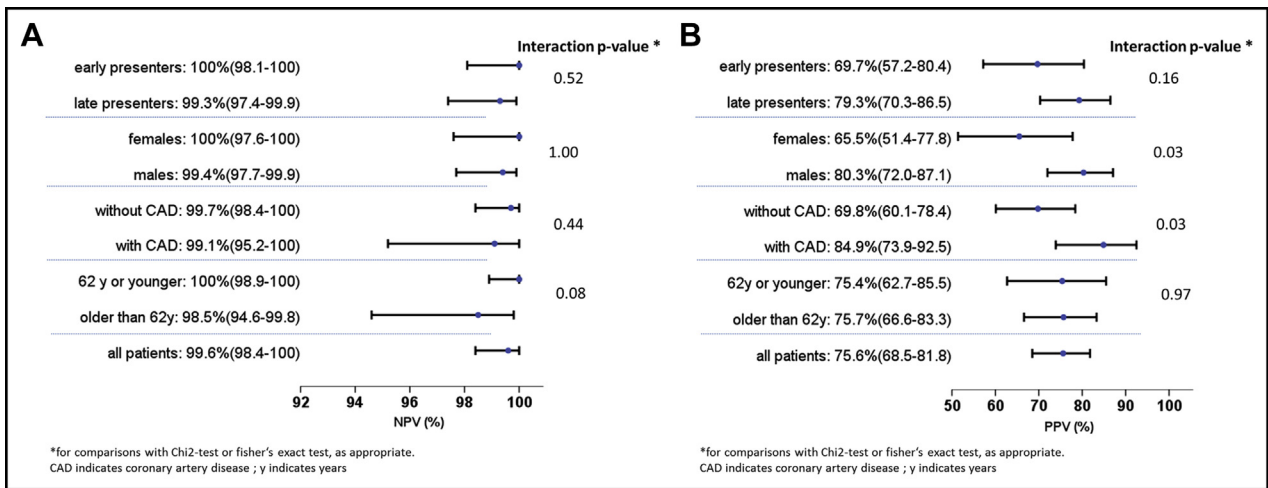 A
Interaction p-value *
early presenters: 100%(98.1-100)
0.52
late presenters: 99.3%(97.4-99.9)
females: 100%(97.6-100)
1.00
males: 99.4%(97.7-99.9)
without CAD: 99.7%(98.4-100)
0.44
with CAD: 99.1%(95.2-100)
62 y or younger: 100%(98.9-100)
0.08
older than 62y: 98.5%(94.6-99.8)
all patients: 99.6%(98.4-100)
92 94 96 98 100
NPV (%)
*for comparisons with Chi2-test or fisher's exact test, as appropriate.
CAD indicates coronary artery disease ; y indicates years
B
Interaction p-value *
early presenters: 69.7%(57.2-80.4)
0.16
late presenters: 79.3%(70.3-86.5)
females: 65.5%(51.4-77.8)
0.03
males: 80.3%(72.0-87.1)
without CAD: 69.8%(60.1-78.4)
0.03
with CAD: 84.9%(73.9-92.5)
62y or younger: 75.4%(62.7-85.5)
0.97
older than 62y: 75.7%(66.6-83.3)
all patients: 75.6%(68.5-81.8)
50 60 70 80 90 100
PPV (%)
*for comparisons with Chi2-test or fisher's exact test, as appropriate.
CAD indicates coronary artery disease ; y indicates years